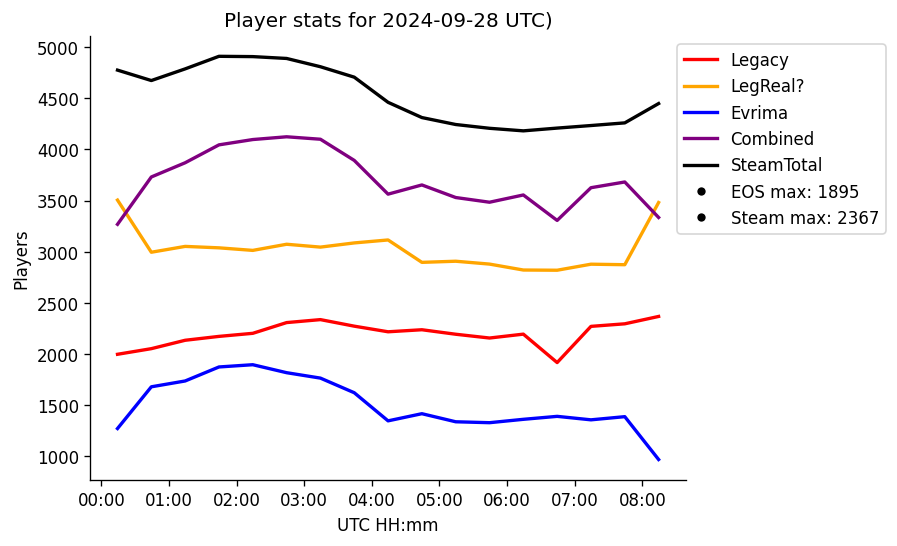 Player stats for 2024-09-28 UTC)
5000
4500
4000
3500
3000
2500
2000
1500
1000
Players
00:00 01:00 02:00 03:00 04:00 05:00 06:00 07:00 08:00
UTC HH:mm
Legacy
LegReal?
Evrima
Combined
SteamTotal
EOS max: 1895
Steam max: 2367